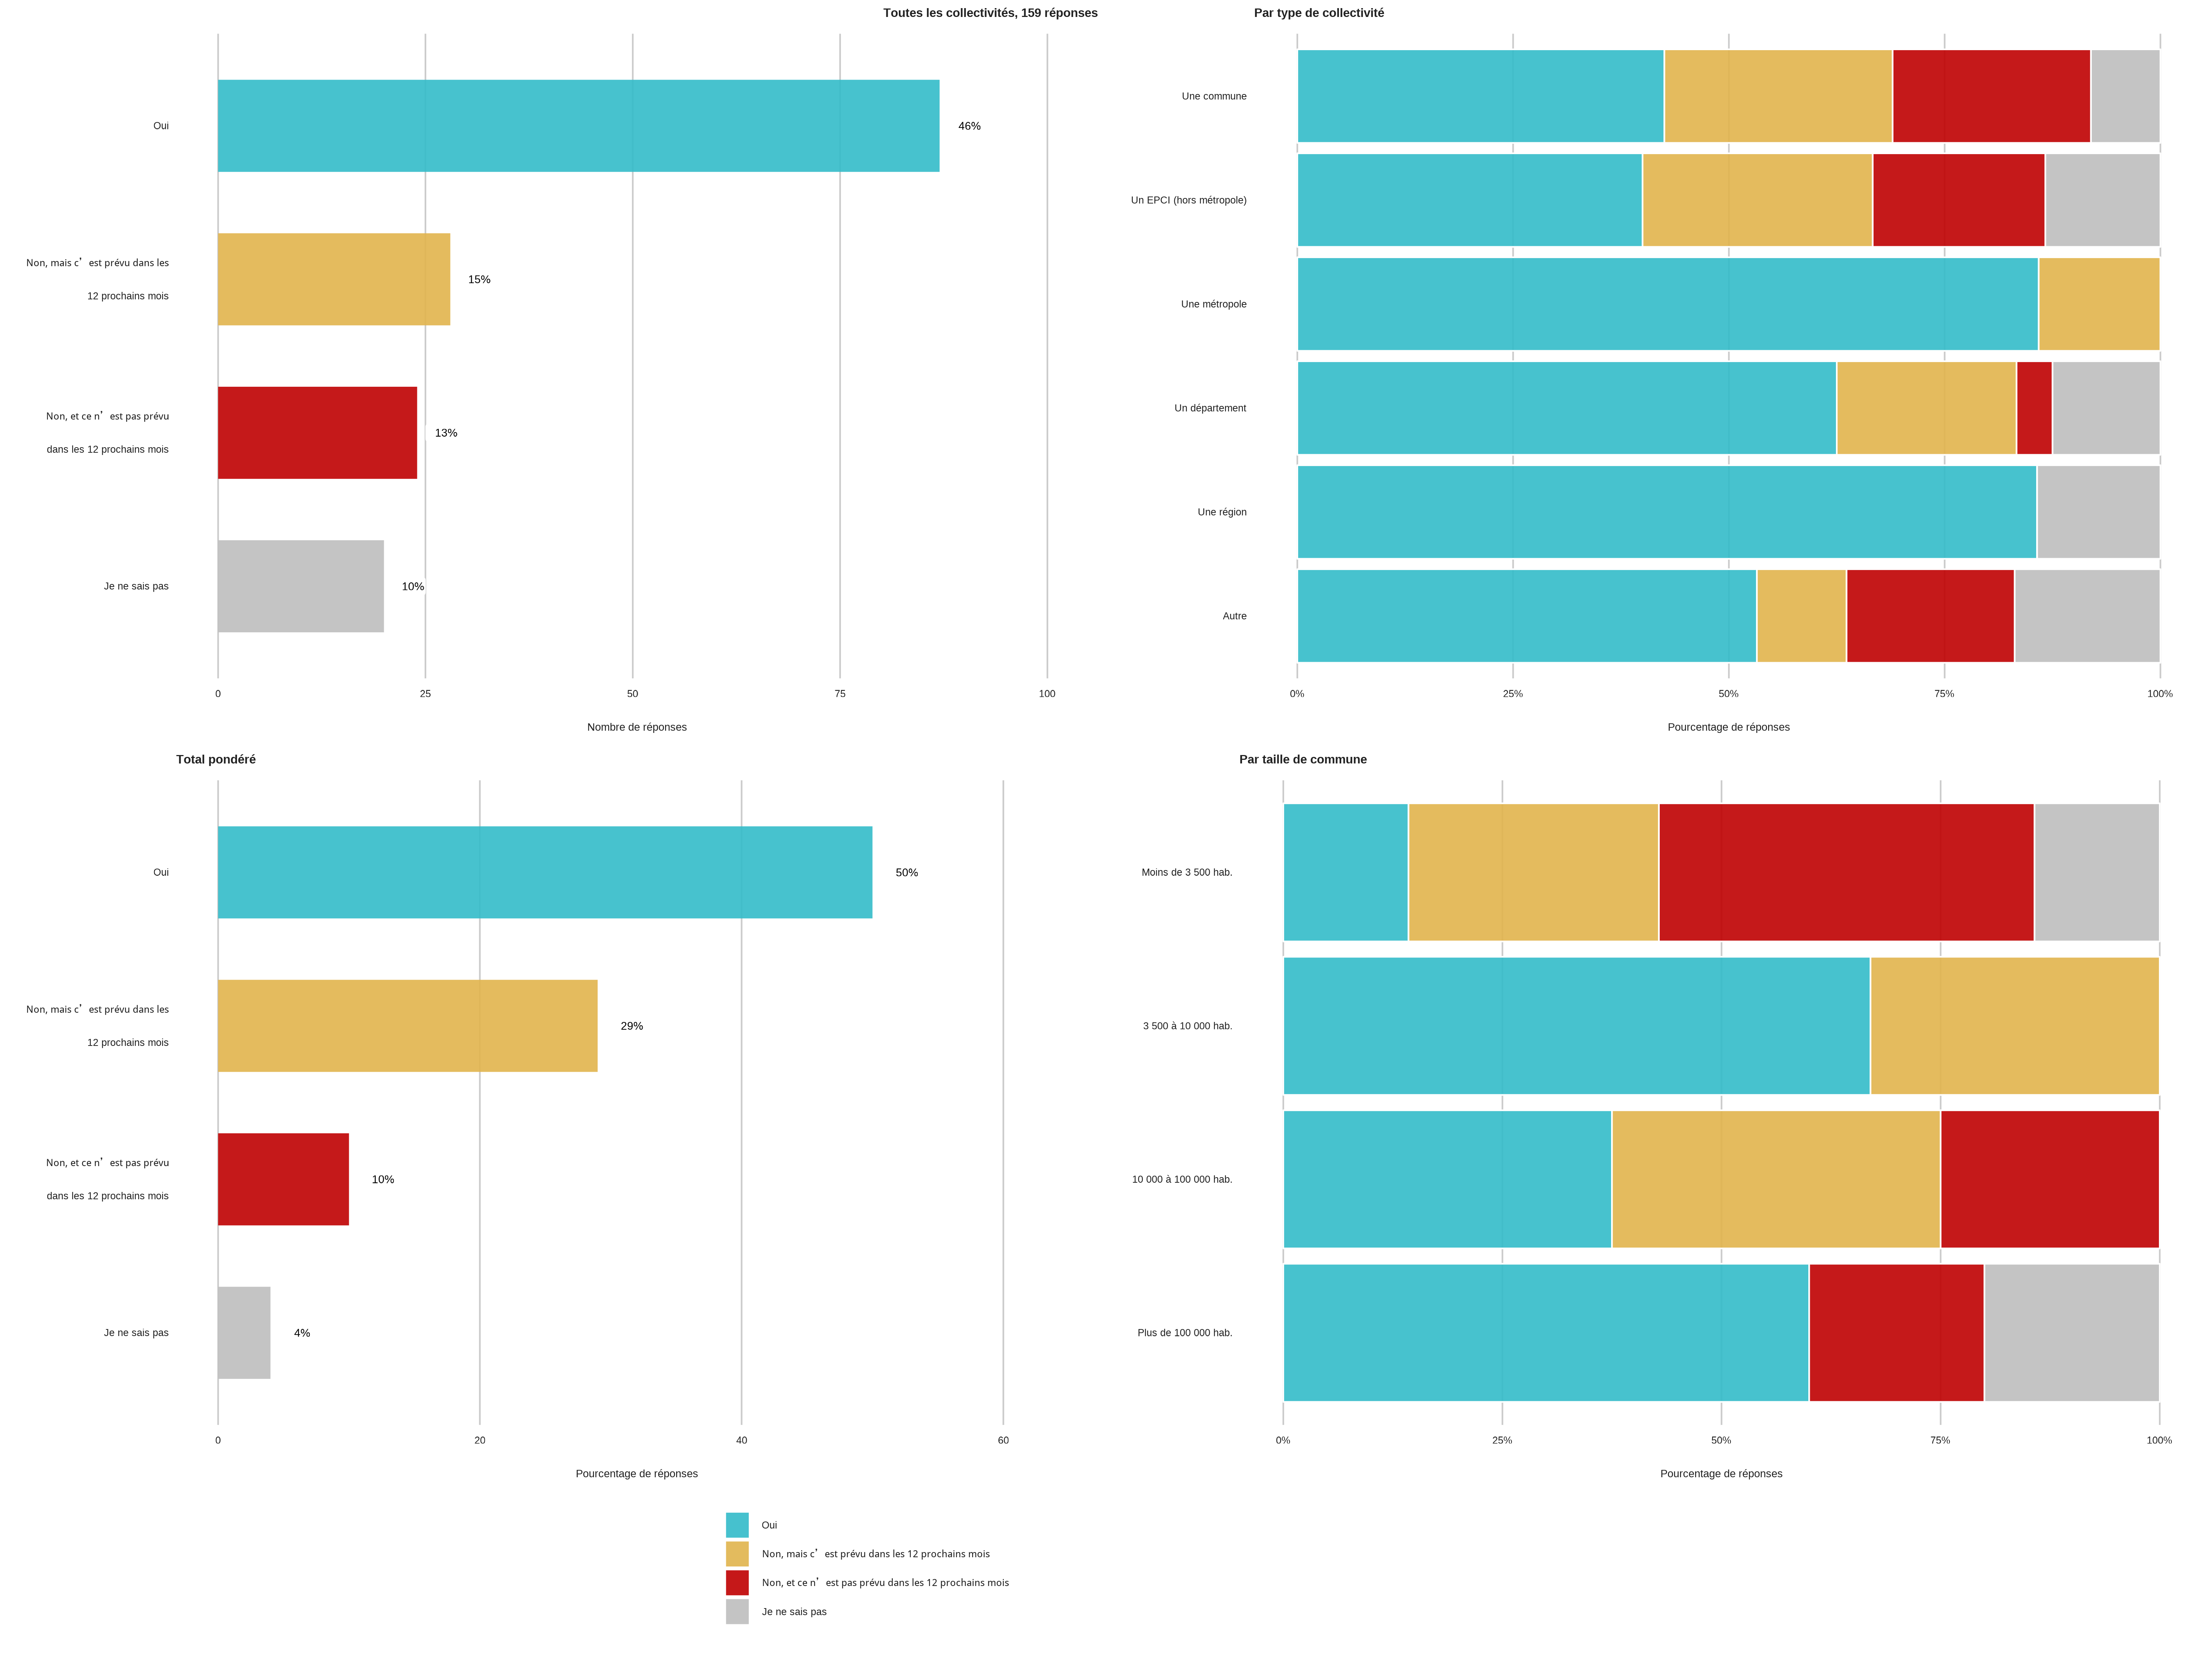 Toutes les collectivités, 159 réponses
Oui
46%
Non, mais c’est prévu dans les
12 prochains mois
15%
Non, et ce n’est pas prévu
dans les 12 prochains mois
13%
Je ne sais pas
10%
0 25 50 75 100
Nombre de réponses
Par type de collectivité
Une commune
Un EPCI (hors métropole)
Une métropole
Un département
Une région
Autre
0% 25% 50% 75% 100%
Pourcentage de réponses
Total pondéré
Oui
50%
Non, mais c’est prévu dans les
12 prochains mois
29%
Non, et ce n’est pas prévu
dans les 12 prochains mois
10%
Je ne sais pas
4%
0 20 40 60
Pourcentage de réponses
Par taille de commune
Moins de 3 500 hab.
3 500 à 10 000 hab.
10 000 à 100 000 hab.
Plus de 100 000 hab.
0% 25% 50% 75% 100%
Pourcentage de réponses
Oui
Non, mais c’est prévu dans les 12 prochains mois
Non, et ce n’est pas prévu dans les 12 prochains mois
Je ne sais pas